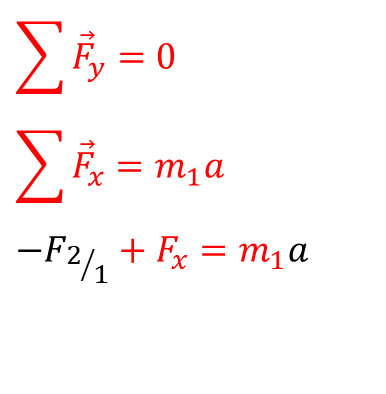 ∑ F⃗y = 0
∑ F⃗x = m₁a
−F2/₁ + Fx = m₁a